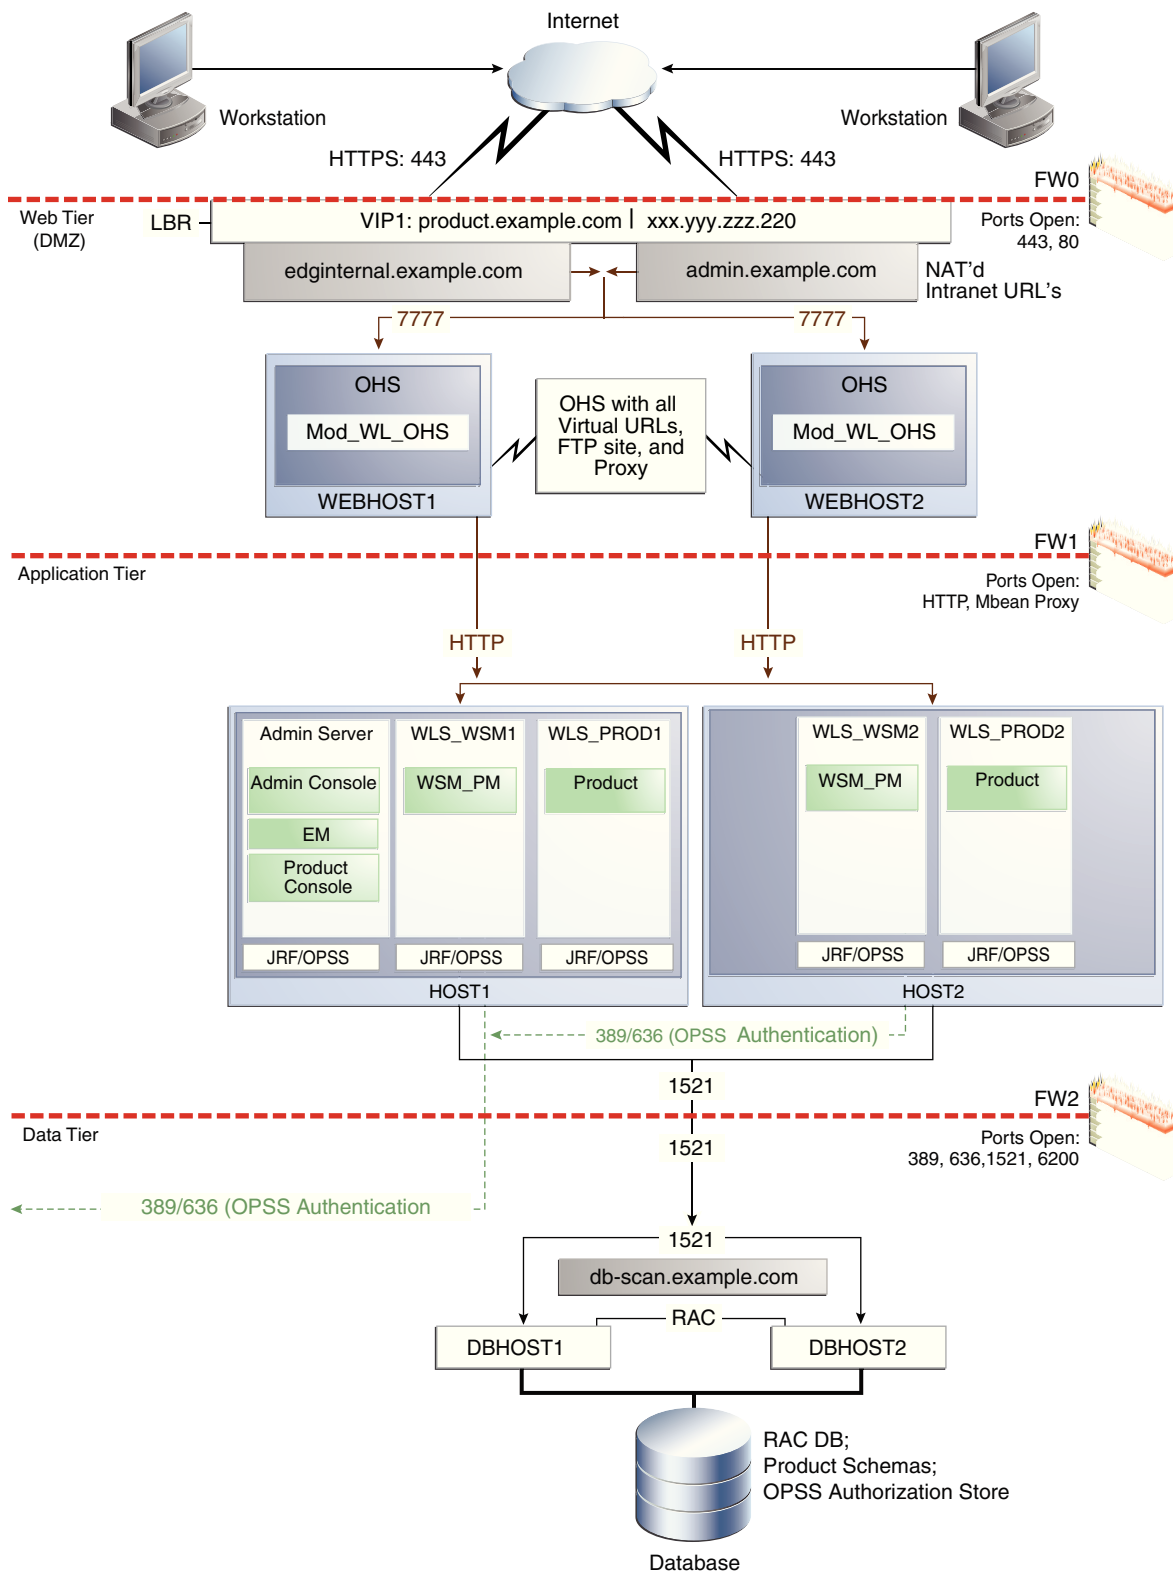 Internet
Workstation
Workstation
HTTPS: 443
HTTPS: 443
FW0
Web Tier
(DMZ)
LBR
VIP1: product.example.com | xxx.yyy.zzz.220
Ports Open:
443, 80
edginternal.example.com
admin.example.com
NAT'd
Intranet URL's
7777
7777
OHS
Mod_WL_OHS
WEBHOST1
OHS with all
Virtual URLs,
FTP site, and
Proxy
OHS
Mod_WL_OHS
WEBHOST2
FW1
Application Tier
Ports Open:
HTTP, Mbean Proxy
HTTP
HTTP
Admin Server
WLS_WSM1
WLS_PROD1
WLS_WSM2
WLS_PROD2
Admin Console
WSM_PM
Product
WSM_PM
Product
EM
Product
Console
JRF/OPSS
JRF/OPSS
JRF/OPSS
JRF/OPSS
JRF/OPSS
HOST1
HOST2
389/636 (OPSS Authentication)
1521
FW2
Data Tier
Ports Open:
389, 636,1521, 6200
1521
389/636 (OPSS Authentication
1521
db-scan.example.com
RAC
DBHOST1
DBHOST2
RAC DB;
Product Schemas;
OPSS Authorization Store
Database